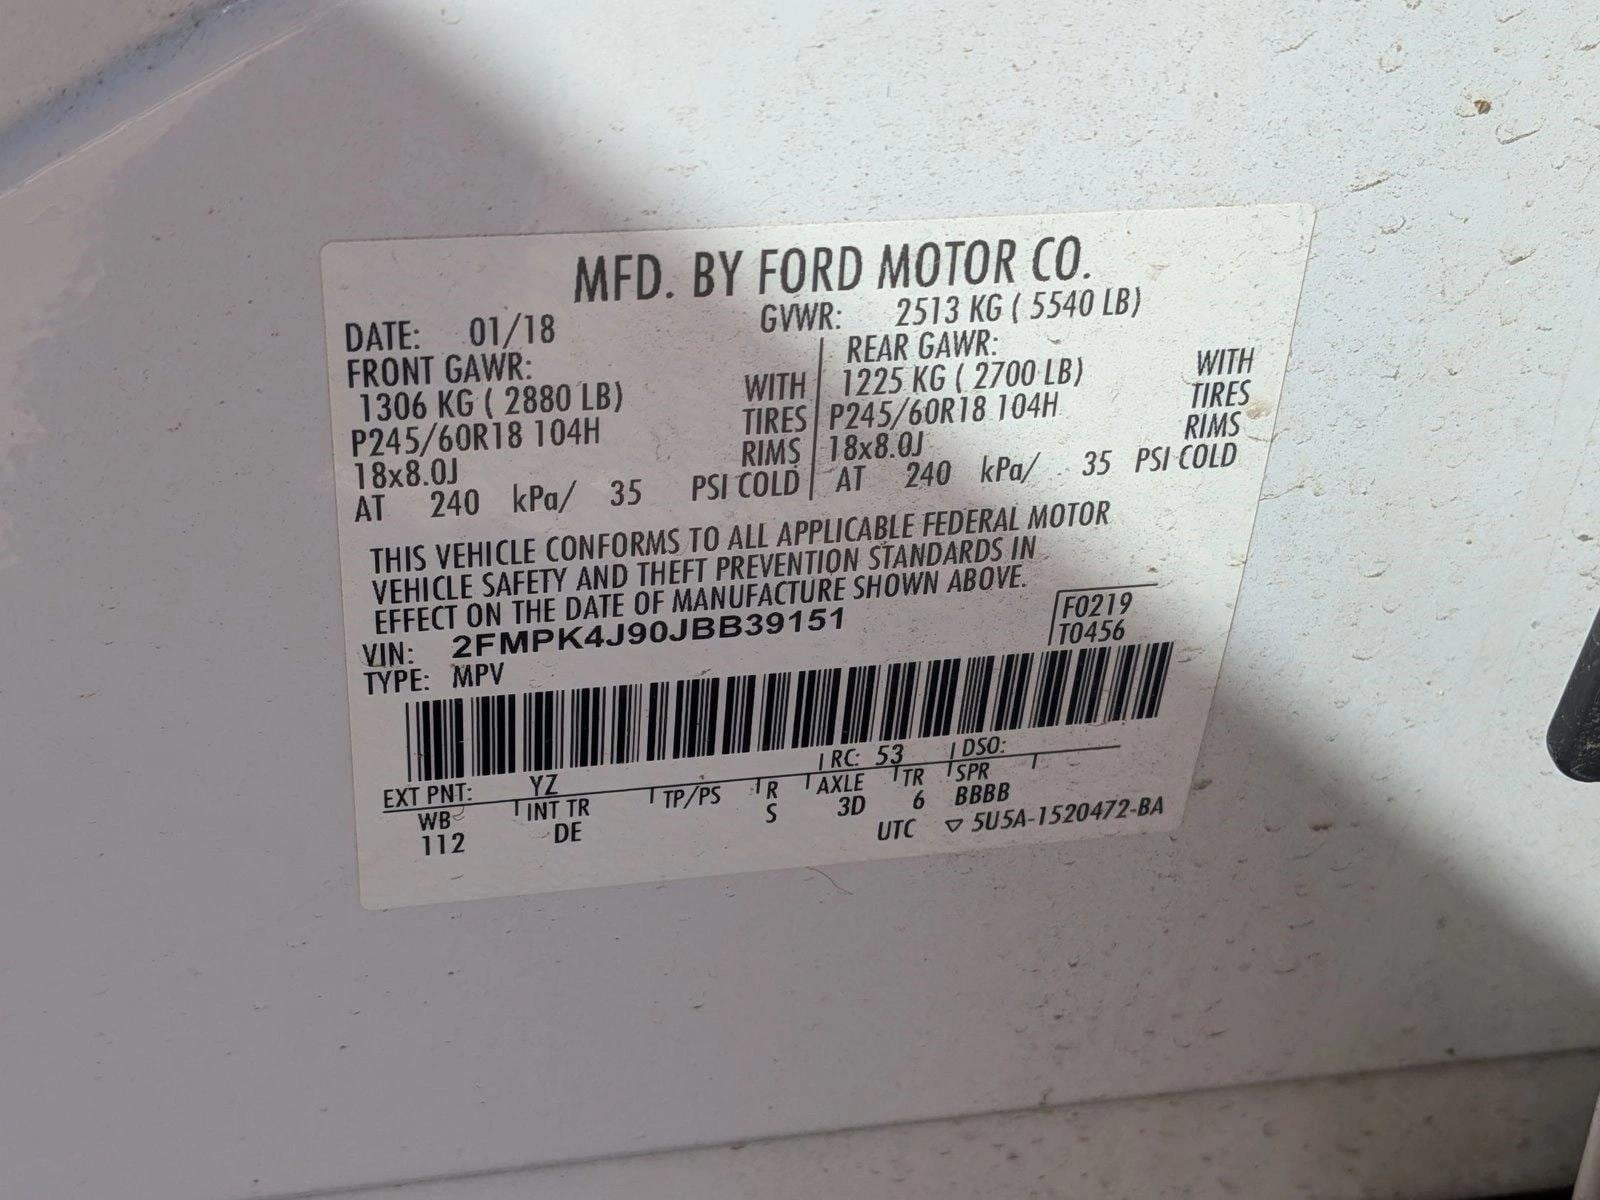 MFD. BY FORD MOTOR CO.
DATE: 01/18 GVWR: 2513 KG ( 5540 LB)
FRONT GAWR: REAR GAWR:
1306 KG ( 2880 LB) WITH 1225 KG ( 2700 LB) WITH
P245/60R18 104H TIRES P245/60R18 104H TIRES
18x8.0J RIMS 18x8.0J RIMS
AT 240 kPa/ 35 PSI COLD AT 240 kPa/ 35 PSI COLD
THIS VEHICLE CONFORMS TO ALL APPLICABLE FEDERAL MOTOR
VEHICLE SAFETY AND THEFT PREVENTION STANDARDS IN
EFFECT ON THE DATE OF MANUFACTURE SHOWN ABOVE.
VIN: 2FMPK4J90JBB39151 F0219
TYPE: MPV T0456
EXT PNT: YZ RC: 53 DSO:
WB INT TR TP/PS R AXLE TR SPR
112 DE S 3D 6 BBBB
UTC ▽ 5U5A-1520472-BA